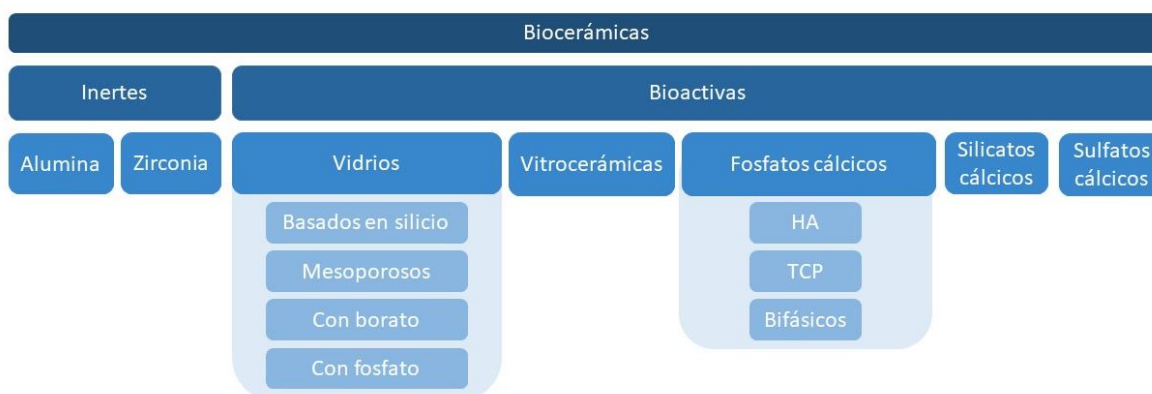 Biocerámicas
Inertes
Bioactivas
Alumina
Zirconia
Vidrios
Vitrocerámicas
Fosfatos cálcicos
Silicatos
cálcicos
Sulfatos
cálcicos
Basados en silicio
Mesoporosos
Con borato
Con fosfato
HA
TCP
Bifásicos